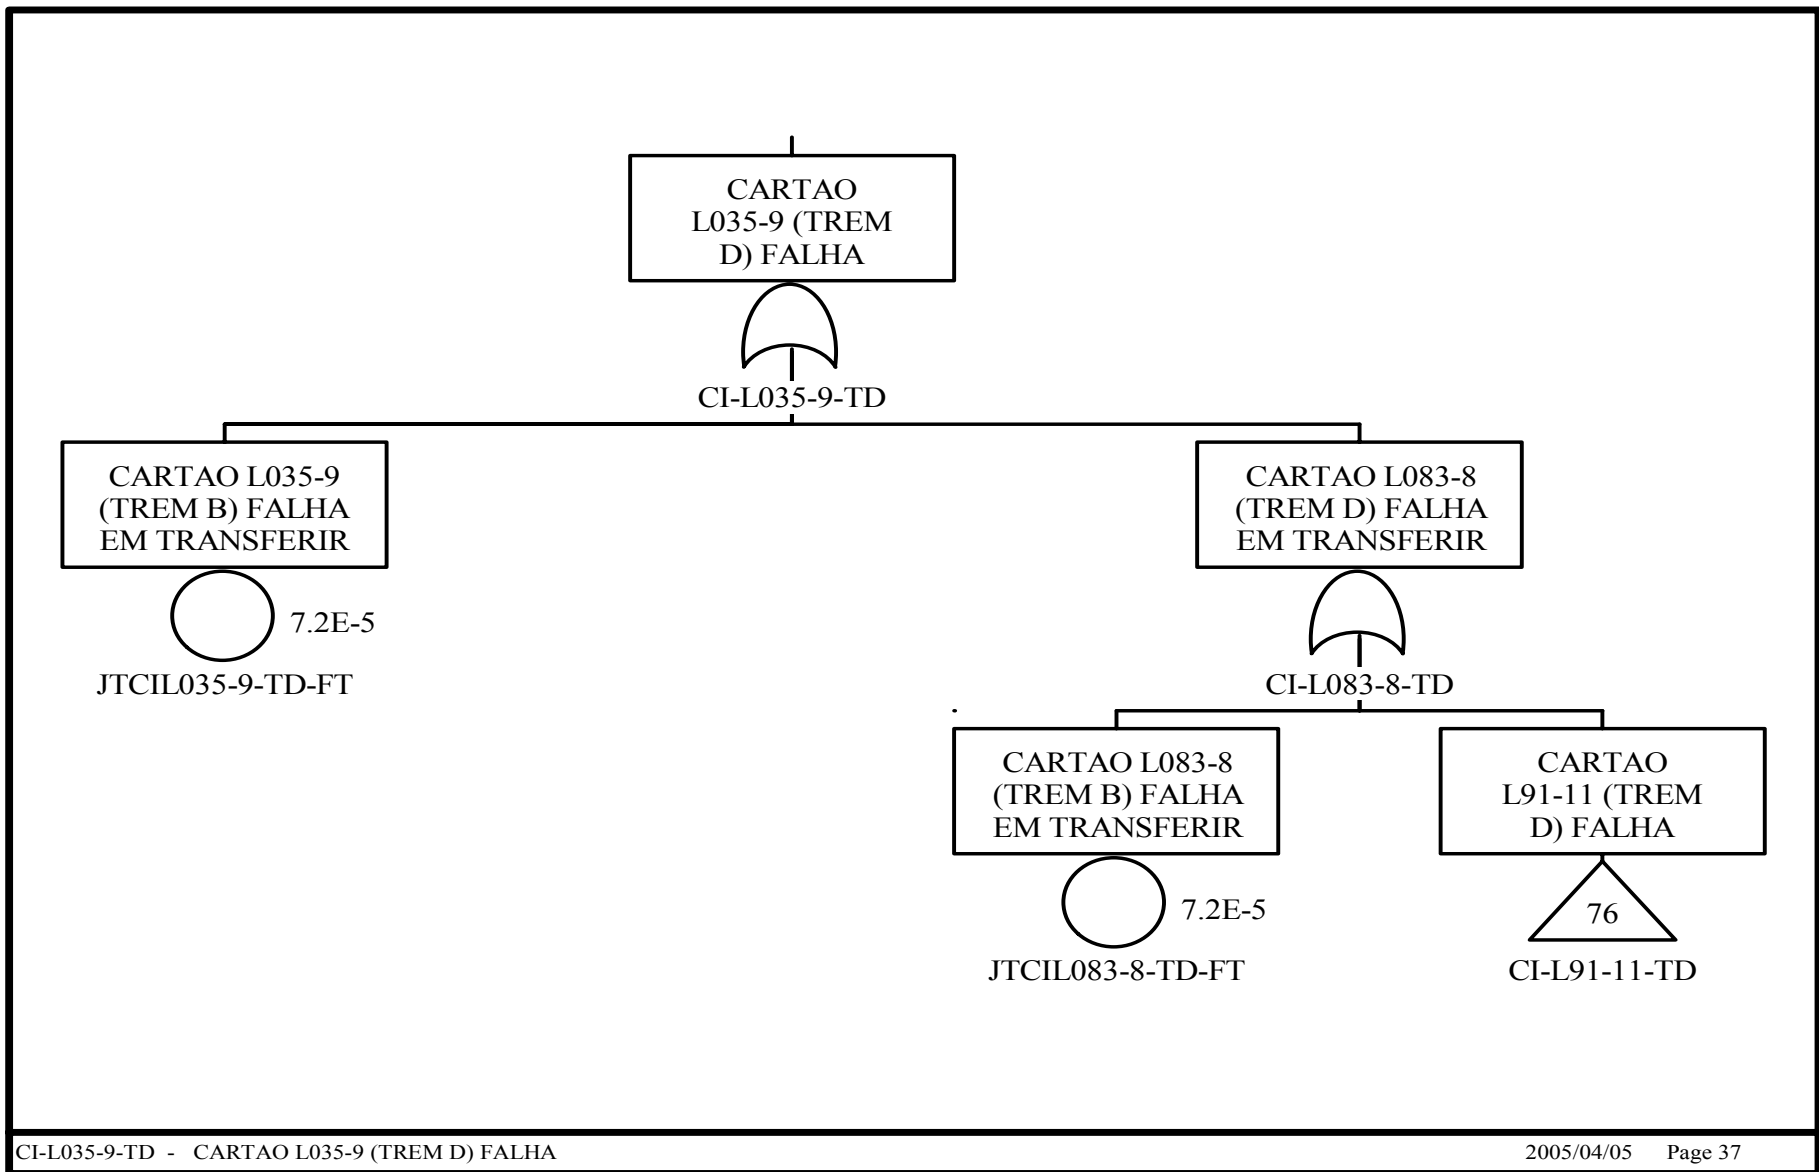 CARTAO
L035-9 (TREM
D) FALHA
CI-L035-9-TD
CARTAO L035-9
(TREM B) FALHA
EM TRANSFERIR
7.2E-5
JTCIL035-9-TD-FT
CARTAO L083-8
(TREM D) FALHA
EM TRANSFERIR
CI-L083-8-TD
CARTAO L083-8
(TREM B) FALHA
EM TRANSFERIR
7.2E-5
JTCIL083-8-TD-FT
CARTAO
L91-11 (TREM
D) FALHA
76
CI-L91-11-TD
CI-L035-9-TD - CARTAO L035-9 (TREM D) FALHA
2005/04/05 Page 37